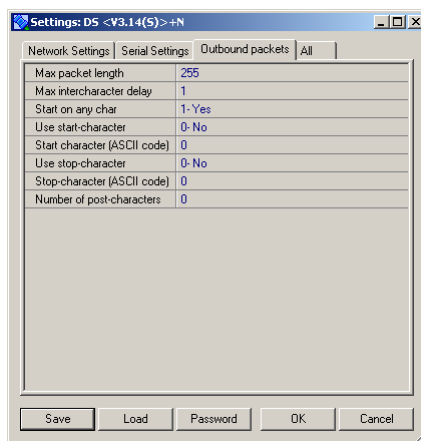 Settings: DS <V3.14(S)>+N
Network Settings Serial Settings Outbound packets All
Max packet length 255
Max intercharacter delay 1
Start on any char 1- Yes
Use start-character 0- No
Start character (ASCII code) 0
Use stop-character 0- No
Stop-character (ASCII code) 0
Number of post-characters 0
Save Load Password OK Cancel